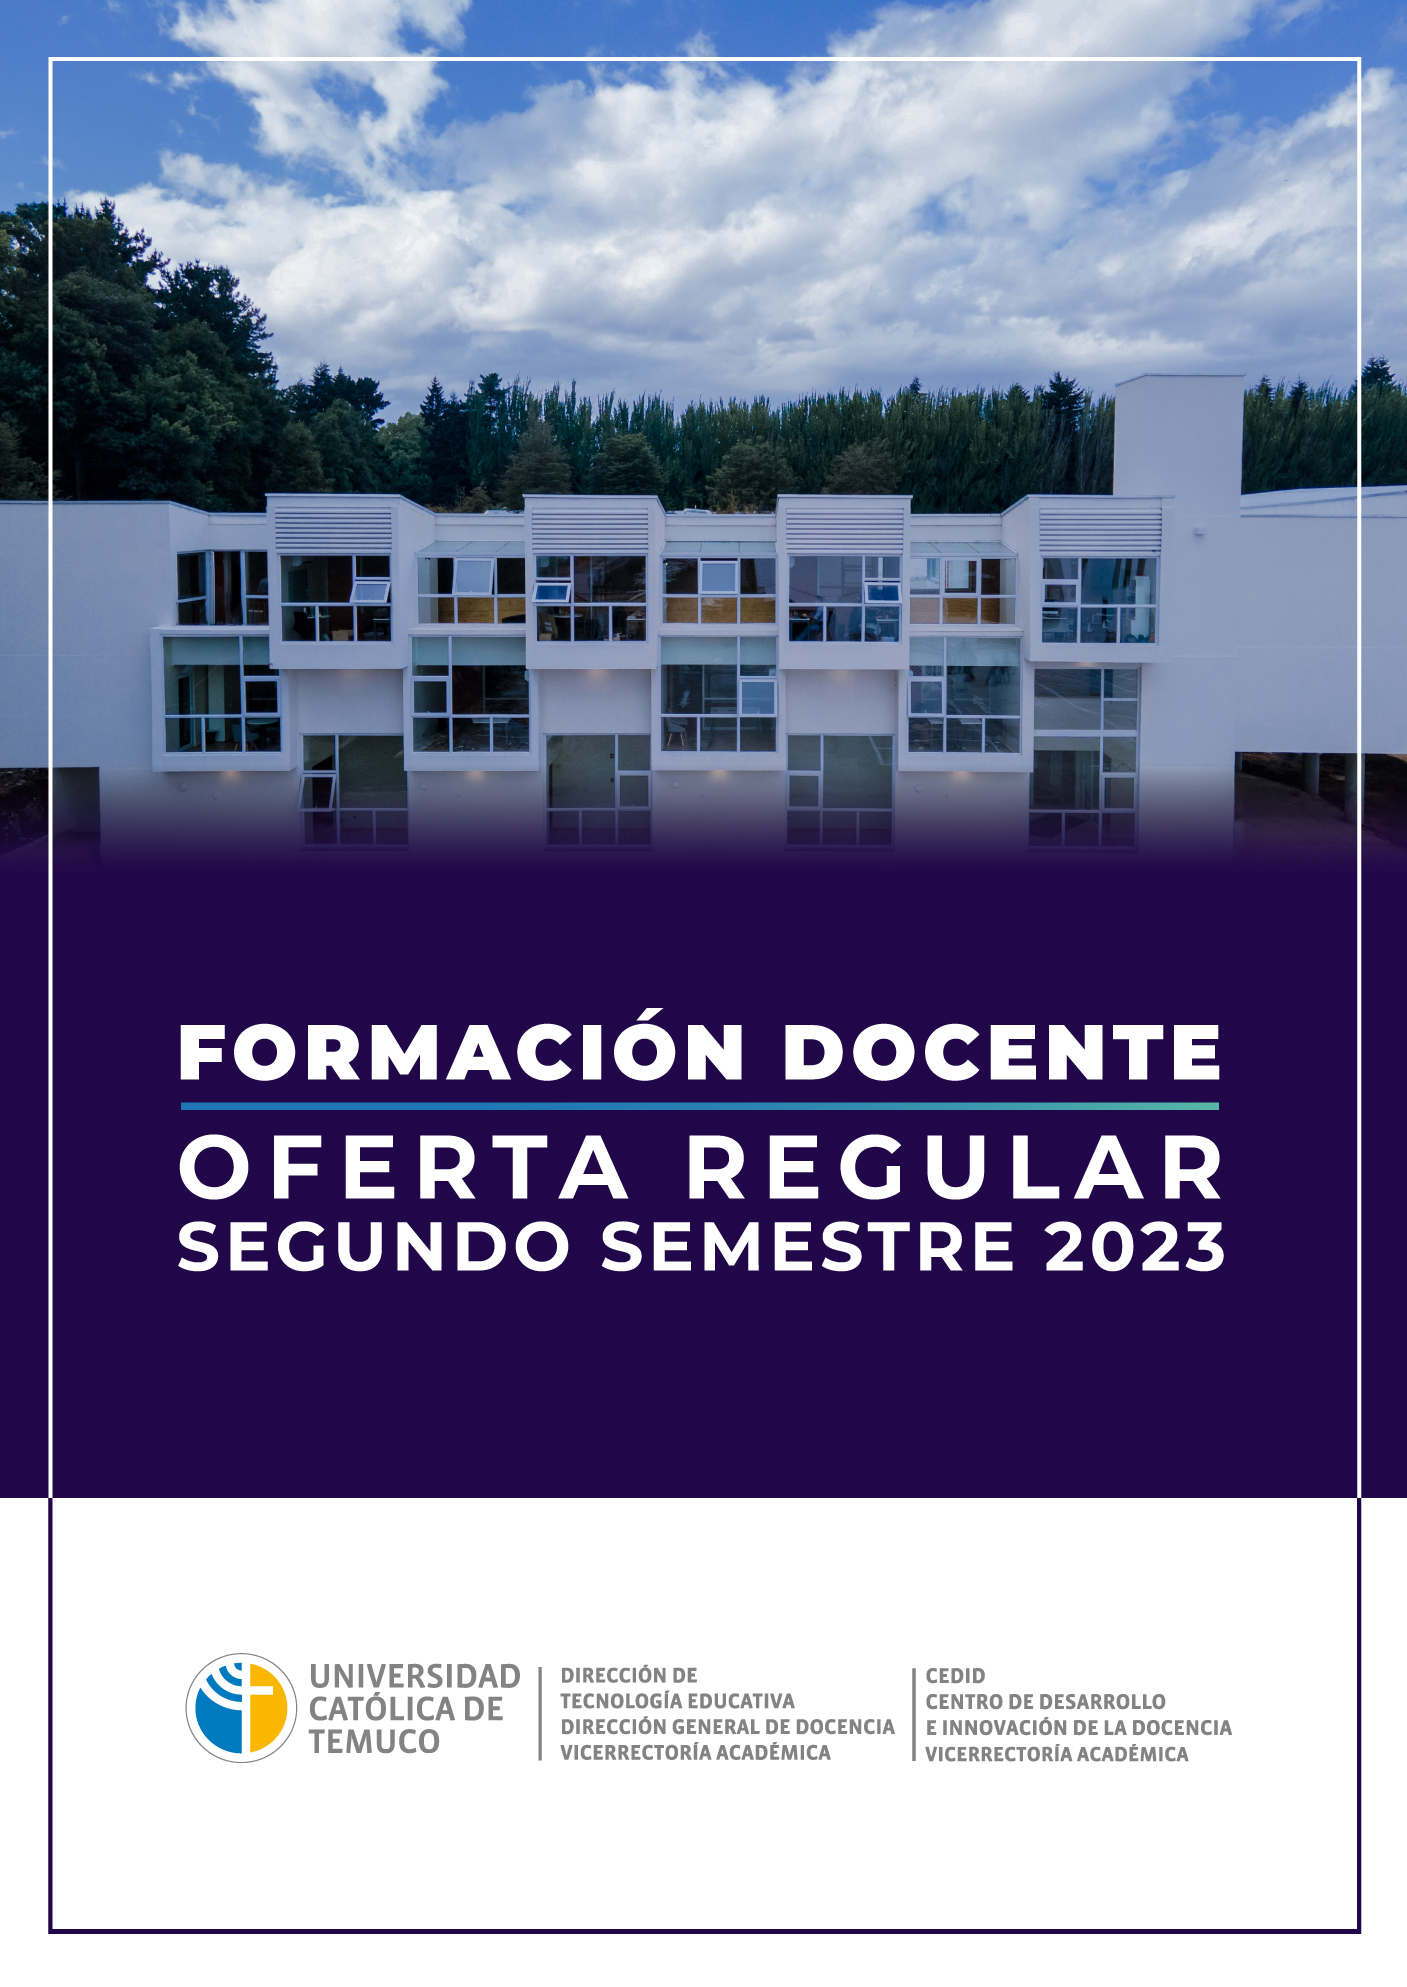 FORMACIÓN DOCENTE
OFERTA REGULAR
SEGUNDO SEMESTRE 2023
UNIVERSIDAD
CATÓLICA DE
TEMUCO
DIRECCIÓN DE
TECNOLOGÍA EDUCATIVA
DIRECCIÓN GENERAL DE DOCENCIA
VICERRECTORÍA ACADÉMICA
CEDID
CENTRO DE DESARROLLO
E INNOVACIÓN DE LA DOCENCIA
VICERRECTORÍA ACADÉMICA